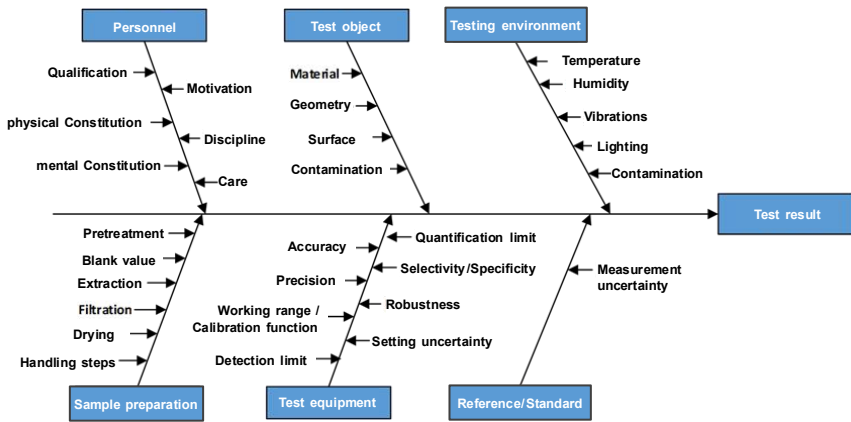 Personnel
Test object
Testing environment
Qualification
Motivation
physical Constitution
Discipline
mental Constitution
Care
Material
Geometry
Surface
Contamination
Temperature
Humidity
Vibrations
Lighting
Contamination
Test result
Pretreatment
Blank value
Extraction
Filtration
Drying
Handling steps
Accuracy
Quantification limit
Selectivity/Specificity
Precision
Robustness
Working range /
Calibration function
Setting uncertainty
Detection limit
Measurement
uncertainty
Sample preparation
Test equipment
Reference/Standard